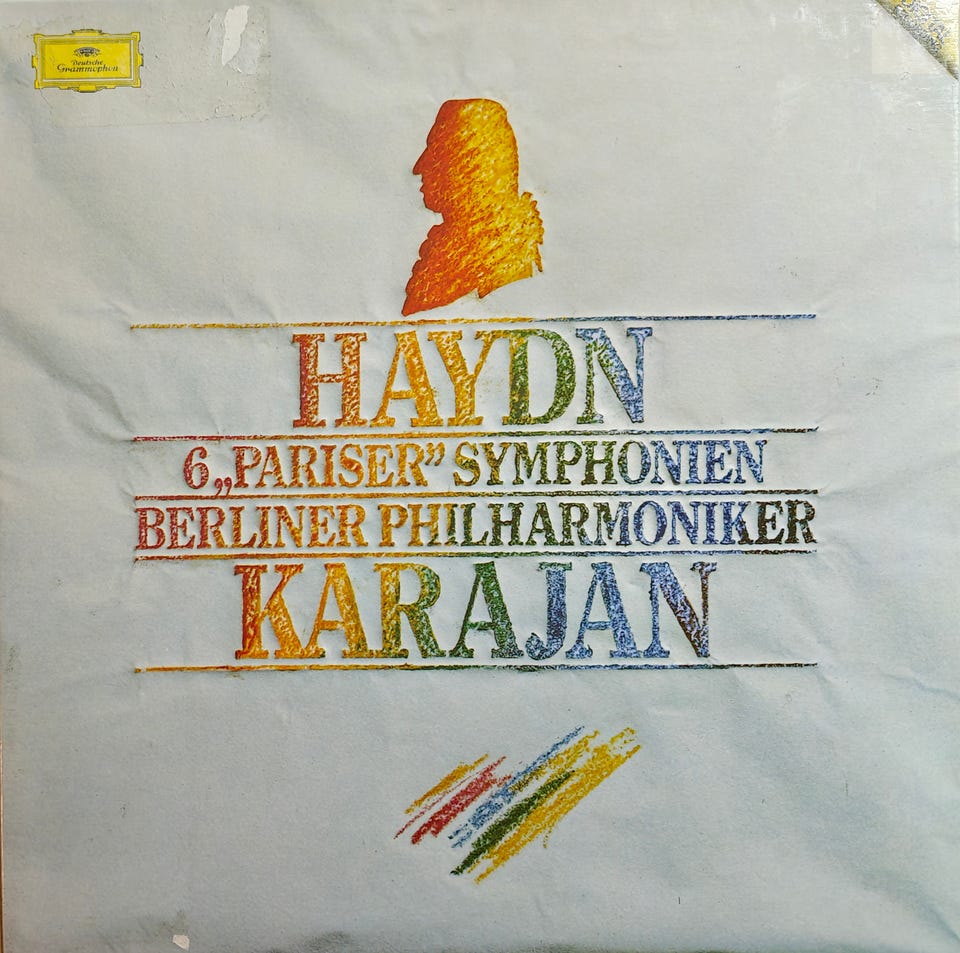 Deutsche
Grammophon
HAYDN
6 „PARISER” SYMPHONIEN
BERLINER PHILHARMONIKER
KARAJAN